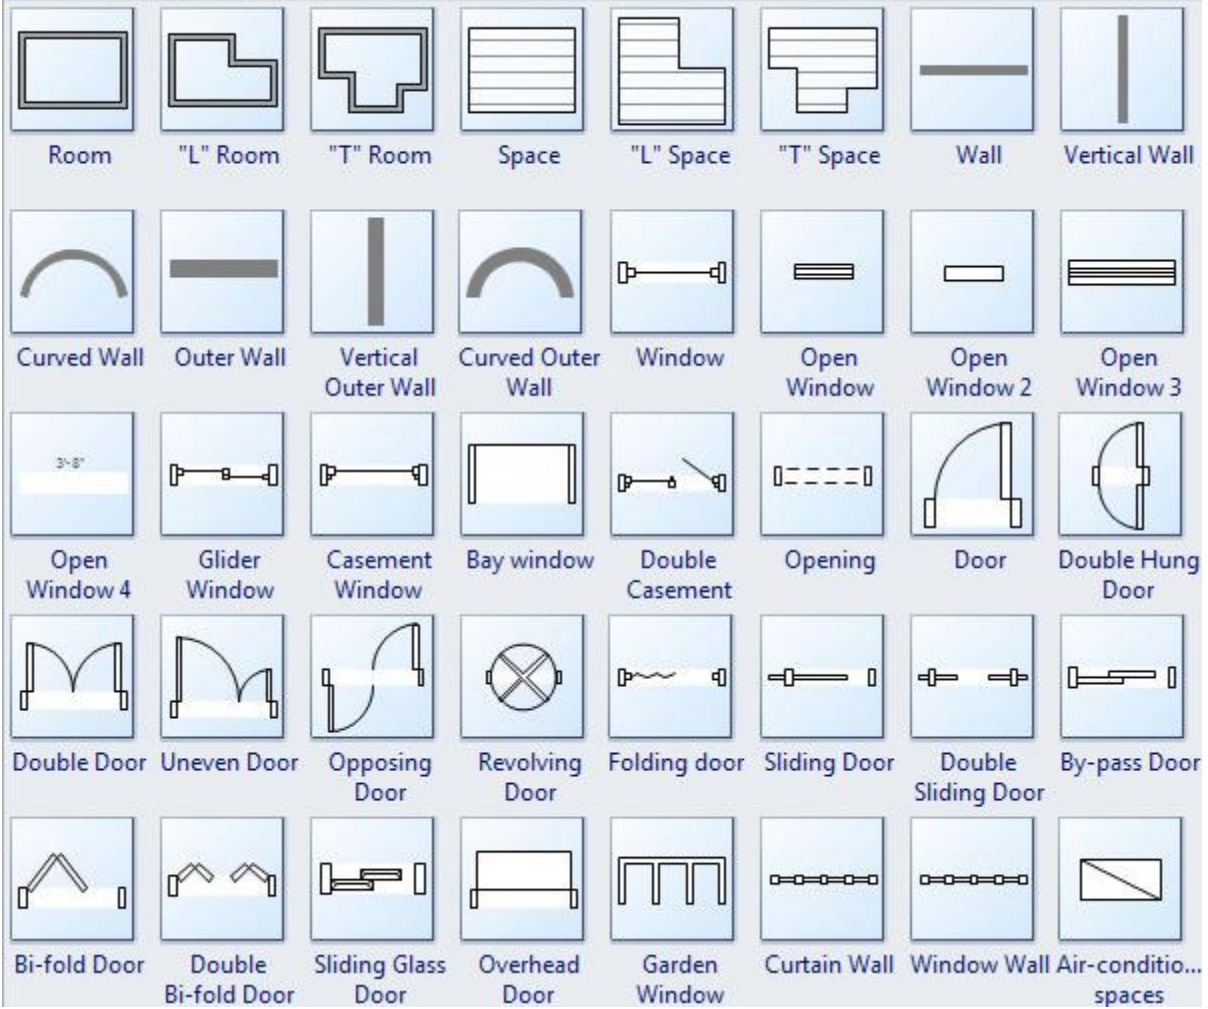 Room
"L" Room
"T" Room
Space
"L" Space
"T" Space
Wall
Vertical Wall
Curved Wall
Outer Wall
Vertical
Outer Wall
Curved Outer
Wall
Window
Open
Window
Open
Window 2
Open
Window 3
3'-8"
Open
Window 4
Glider
Window
Casement
Window
Bay window
Double
Casement
Opening
Door
Double Hung
Door
Double Door
Uneven Door
Opposing
Door
Revolving
Door
Folding door
Sliding Door
Double
Sliding Door
By-pass Door
Bi-fold Door
Double
Bi-fold Door
Sliding Glass
Door
Overhead
Door
Garden
Window
Curtain Wall
Window Wall
Air-conditio...
spaces